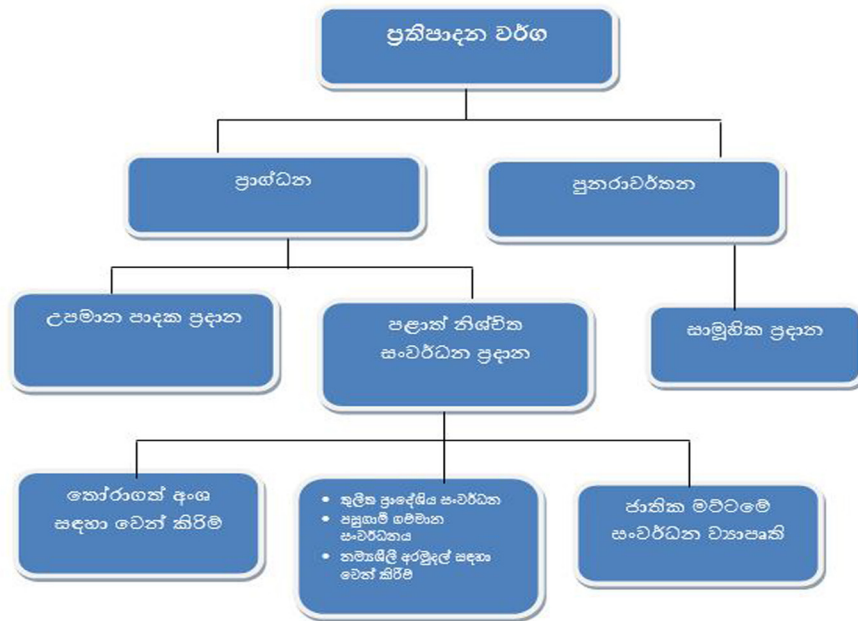 ප්‍රතිපාදන වර්ග
ප්‍රාග්ධන
පුනරාවර්තන
උපමාන පාදක ප්‍රදාන
පළාත් නිශ්චිත
සංවර්ධන ප්‍රදාන
සාමූහික ප්‍රදාන
තෝරාගත් අංශ
සඳහා වෙන් කිරීම්
• තුලිත ප්‍රාදේශීය සංවර්ධන
• පසුගාමී ගම්මාන
සංවර්ධනය
• නම්‍යශීලී අරමුදල් සඳහා
වෙන් කිරීම්
ජාතික මට්ටමේ
සංවර්ධන ව්‍යාපෘති